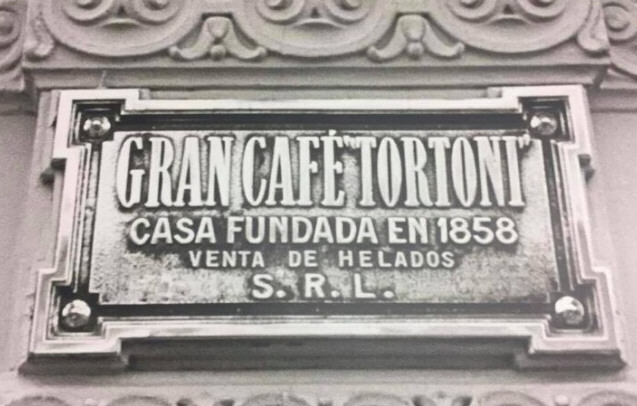 GRAN CAFÉ "TORTONI"
CASA FUNDADA EN 1858
VENTA DE HELADOS
S. R. L.